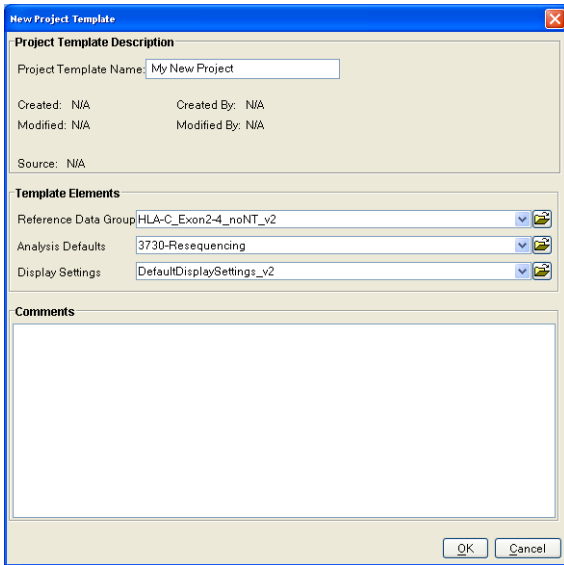 New Project Template
Project Template Description
Project Template Name: My New Project
Created: N/A Created By: N/A
Modified: N/A Modified By: N/A
Source: N/A
Template Elements
Reference Data Group HLA-C_Exon2-4_noNT_v2
Analysis Defaults 3730-Resequencing
Display Settings DefaultDisplaySettings_v2
Comments
OK Cancel